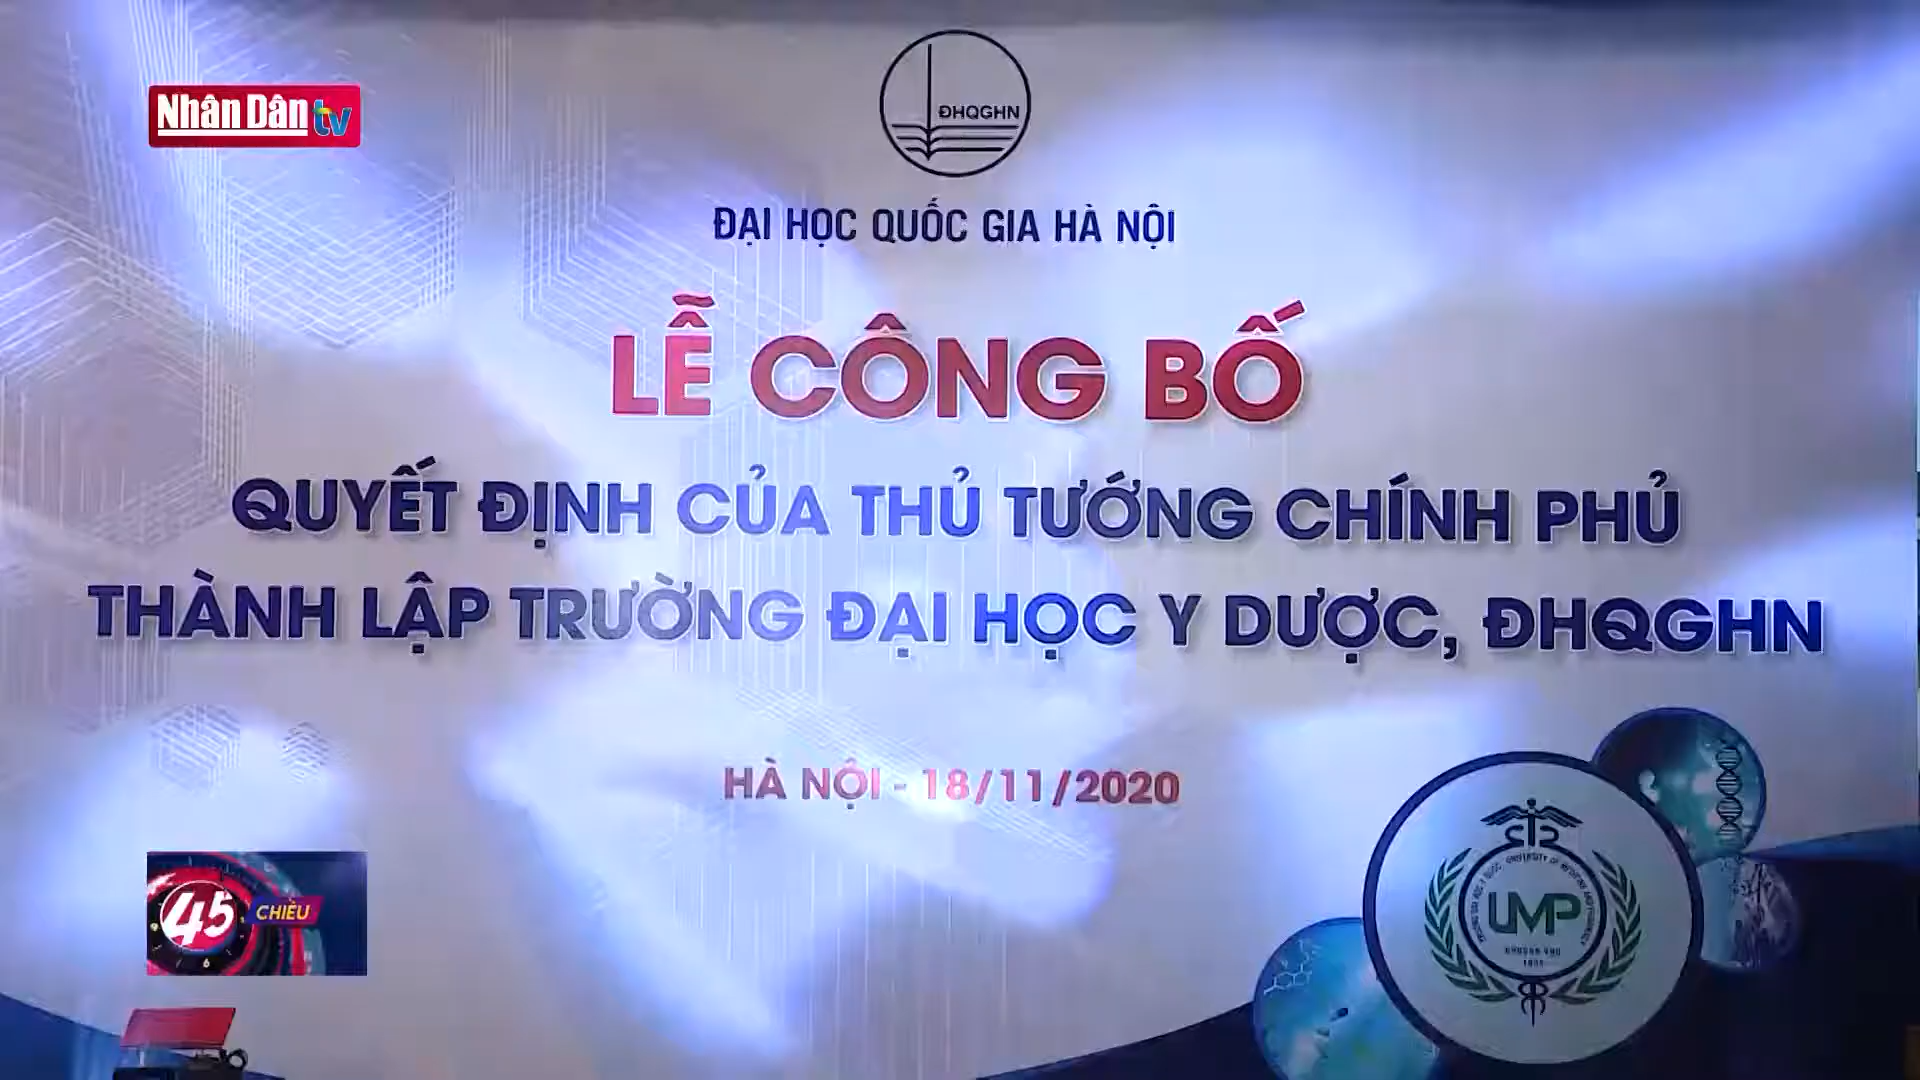 Nhân Dân tv
ĐHQGHN
ĐẠI HỌC QUỐC GIA HÀ NỘI
LỄ CÔNG BỐ
QUYẾT ĐỊNH CỦA THỦ TƯỚNG CHÍNH PHỦ
THÀNH LẬP TRƯỜNG ĐẠI HỌC Y DƯỢC, ĐHQGHN
HÀ NỘI - 18/11/2020
45 CHIỀU
UMP